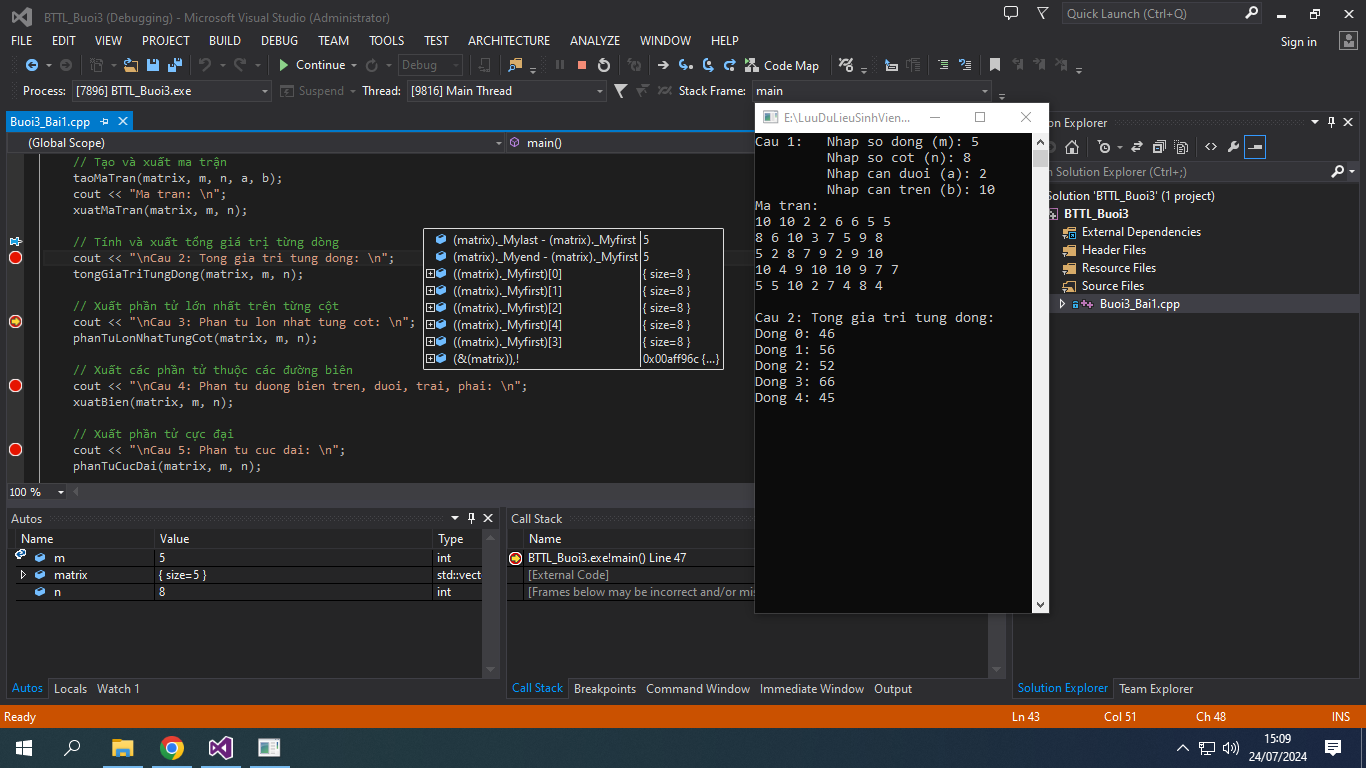 BTTL_Buoi3 (Debugging) - Microsoft Visual Studio (Administrator)
Quick Launch (Ctrl+Q)
FILE EDIT VIEW PROJECT BUILD DEBUG TEAM TOOLS TEST ARCHITECTURE ANALYZE WINDOW HELP
Sign in
Continue Debug Code Map
Process: [7896] BTTL_Buoi3.exe Suspend Thread: [9816] Main Thread Stack Frame: main
Buoi3_Bai1.cpp
(Global Scope) main()
// Tạo và xuất ma trận
taoMaTran(matrix, m, n, a, b);
cout << "Ma tran: \n";
xuatMaTran(matrix, m, n);
// Tính và xuất tổng giá trị từng dòng
cout << "\nCau 2: Tong gia tri tung dong: \n";
tongGiaTriTungDong(matrix, m, n);
// Xuất phần tử lớn nhất trên từng cột
cout << "\nCau 3: Phan tu lon nhat tung cot: \n";
phanTuLonNhatTungCot(matrix, m, n);
// Xuất các phần tử thuộc các đường biên
cout << "\nCau 4: Phan tu duong bien tren, duoi, trai, phai: \n";
xuatBien(matrix, m, n);
// Xuất phần tử cực đại
cout << "\nCau 5: Phan tu cuc dai: \n";
phanTuCucDai(matrix, m, n);
100 %
(matrix)._Mylast - (matrix)._Myfirst 5
(matrix)._Myend - (matrix)._Myfirst 5
((matrix)._Myfirst)[0] { size=8 }
((matrix)._Myfirst)[1] { size=8 }
((matrix)._Myfirst)[2] { size=8 }
((matrix)._Myfirst)[4] { size=8 }
((matrix)._Myfirst)[3] { size=8 }
(&(matrix)),! 0x00aff96c {...}
E:\LuuDuLieuSinhVien...
Cau 1: Nhap so dong (m): 5
Nhap so cot (n): 8
Nhap can duoi (a): 2
Nhap can tren (b): 10
Ma tran:
10 10 2 2 6 6 5 5
8 6 10 3 7 5 9 8
5 2 8 7 9 2 9 10
10 4 9 10 10 9 7 7
5 5 10 2 7 4 8 4
Cau 2: Tong gia tri tung dong:
Dong 0: 46
Dong 1: 56
Dong 2: 52
Dong 3: 66
Dong 4: 45
Explorer
Solution Explorer (Ctrl+;)
Solution 'BTTL_Buoi3' (1 project)
BTTL_Buoi3
External Dependencies
Header Files
Resource Files
Source Files
Buoi3_Bai1.cpp
Autos
Name Value Type
m 5 int
matrix { size=5 } std::vect
n 8 int
Autos Locals Watch 1
Call Stack
Name
BTTL_Buoi3.exe!main() Line 47
[External Code]
[Frames below may be incorrect and/or mis
Call Stack Breakpoints Command Window Immediate Window Output
Solution Explorer Team Explorer
Ready Ln 43 Col 51 Ch 48 INS
15:09
24/07/2024